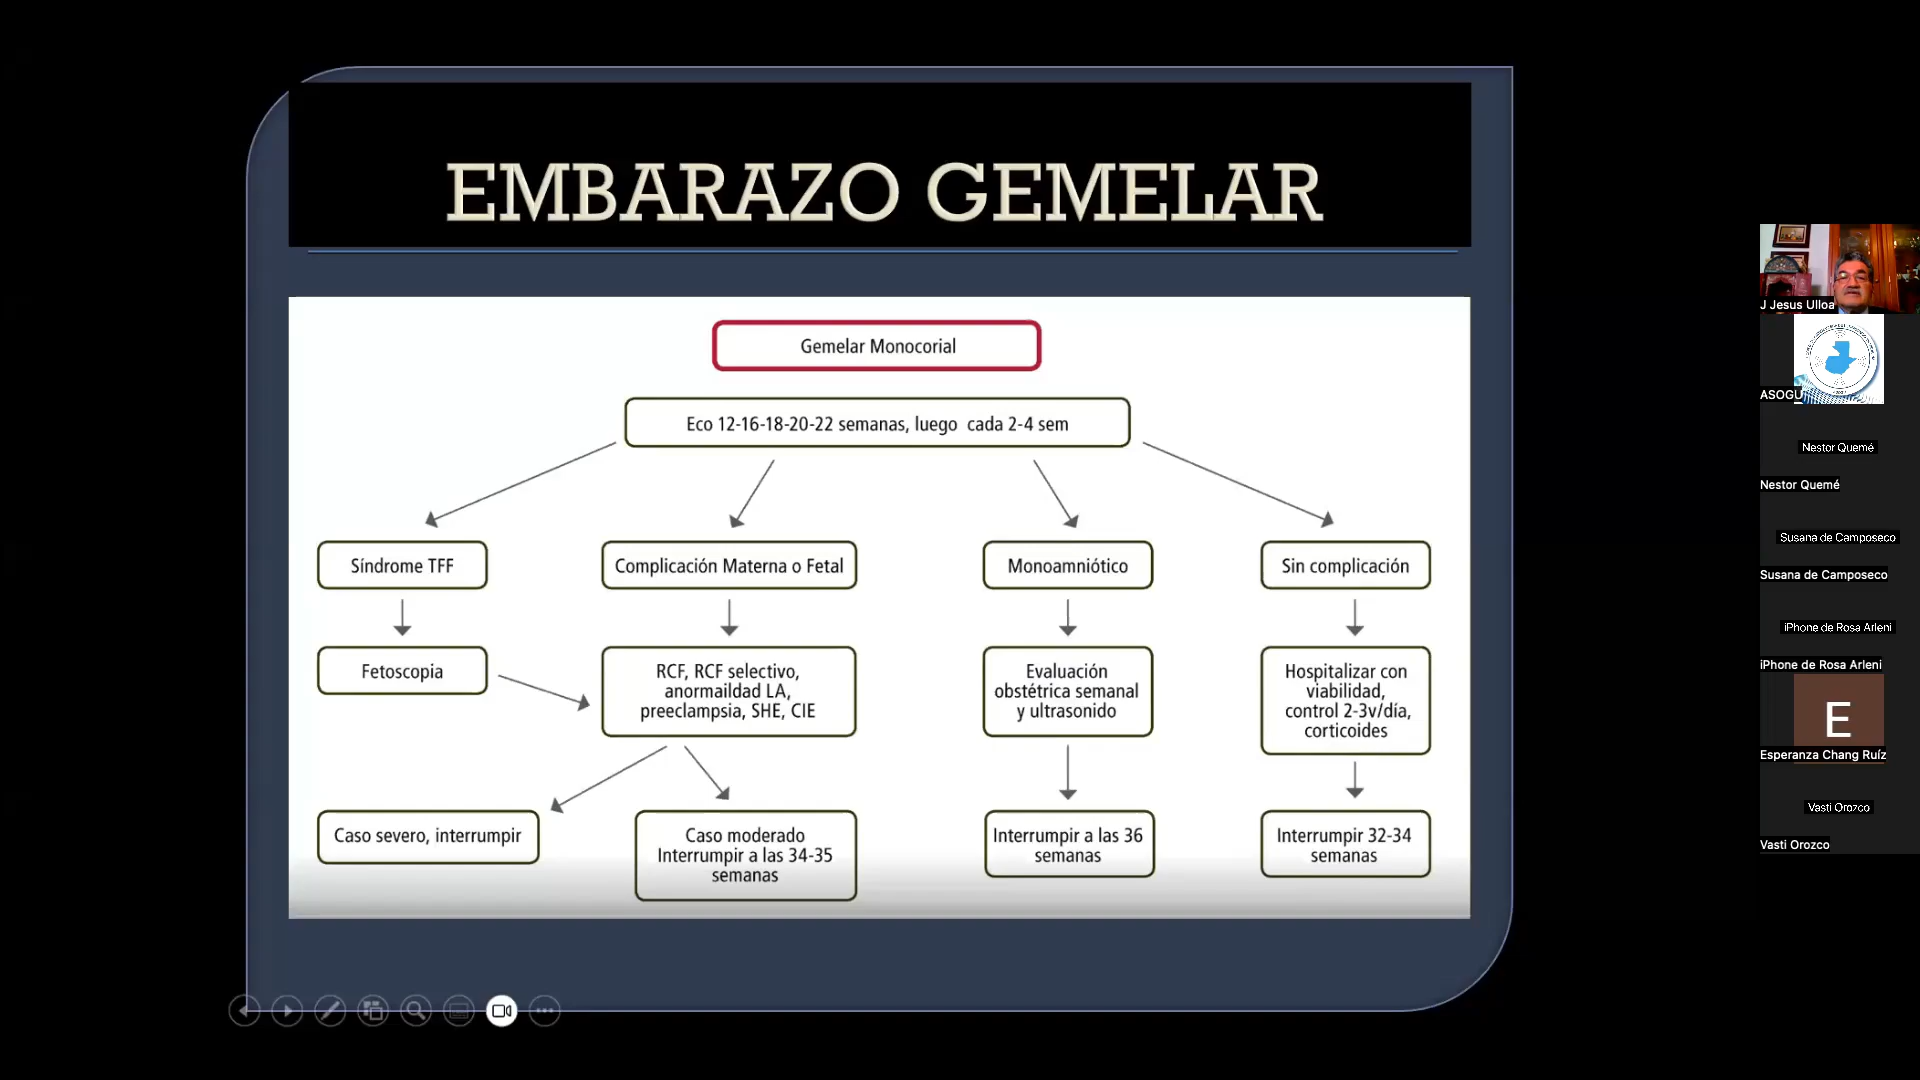 EMBARAZO GEMELAR
Gemelar Monocorial
Eco 12-16-18-20-22 semanas, luego cada 2-4 sem
Síndrome TFF
Complicación Materna o Fetal
Monoamniótico
Sin complicación
Fetoscopia
RCF, RCF selectivo,
anormaildad LA,
preeclampsia, SHE, CIE
Evaluación
obstétrica semanal
y ultrasonido
Hospitalizar con
viabilidad,
control 2-3v/día,
corticoides
Caso severo, interrumpir
Caso moderado
Interrumpir a las 34-35
semanas
Interrumpir a las 36
semanas
Interrumpir 32-34
semanas
J Jesus Ulloa
ASOGU
Nestor Quemé
Nestor Quemé
Susana de Camposeco
Susana de Camposeco
iPhone de Rosa Arleni
iPhone de Rosa Arleni
E
Esperanza Chang Ruíz
Vasti Orozco
Vasti Orozco